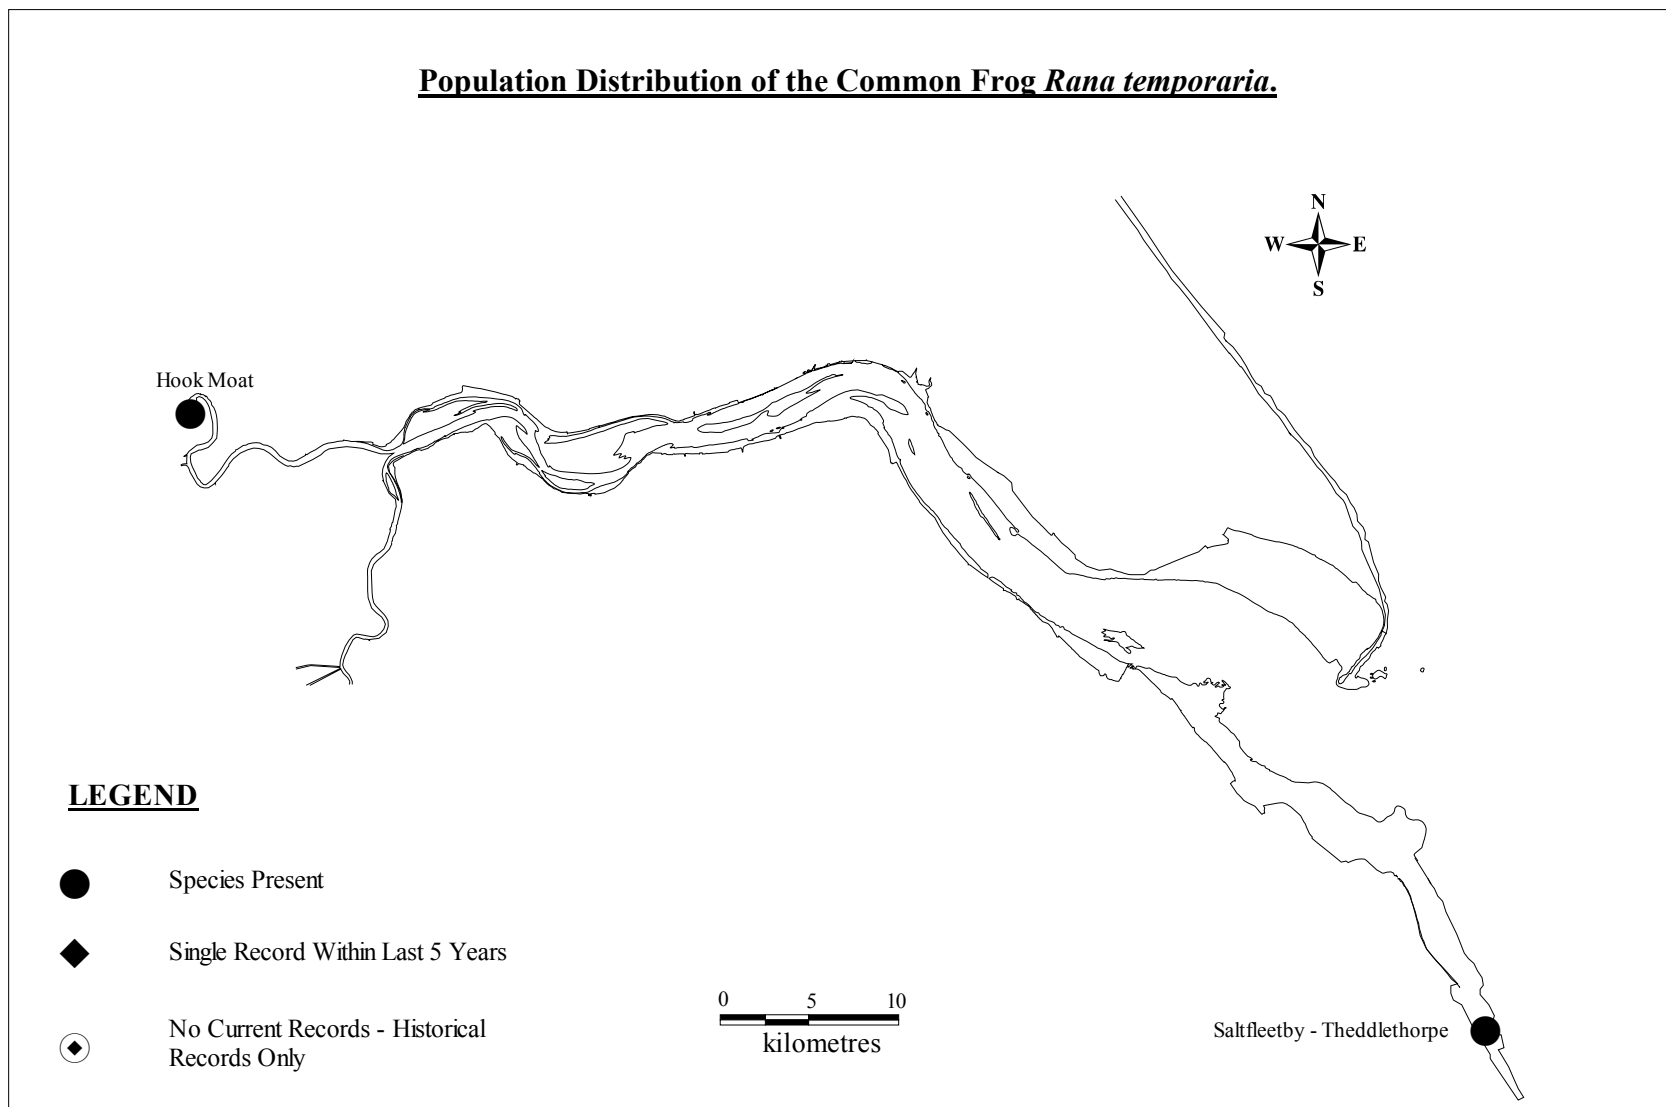 Population Distribution of the Common Frog Rana temporaria.
N
W E
S
Hook Moat
LEGEND
Species Present
Single Record Within Last 5 Years
No Current Records - Historical
Records Only
0 5 10
kilometres
Saltfleetby - Theddlethorpe